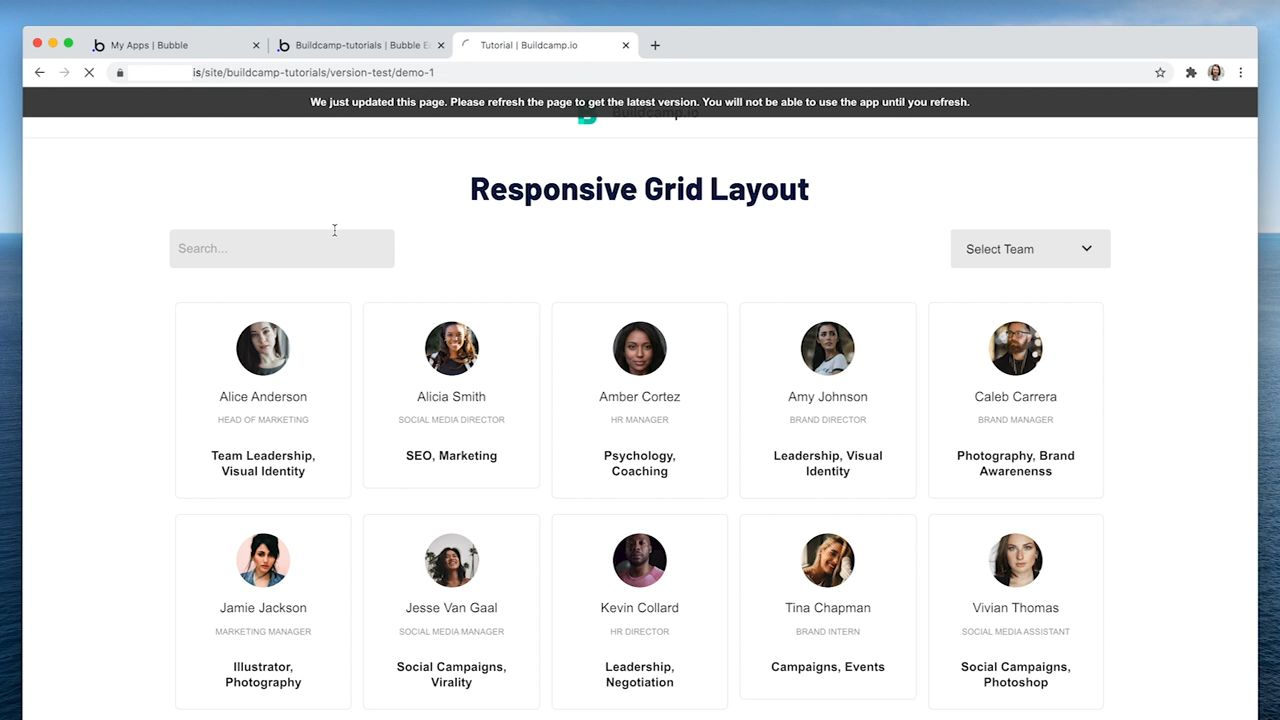 My Apps | Bubble
Buildcamp-tutorials | Bubble E
Tutorial | Buildcamp.io
is/site/buildcamp-tutorials/version-test/demo-1
We just updated this page. Please refresh the page to get the latest version. You will not be able to use the app until you refresh.
Buildcamp.io
Responsive Grid Layout
Search...
Select Team
Alice Anderson
Alicia Smith
Amber Cortez
Amy Johnson
Caleb Carrera
HEAD OF MARKETING
SOCIAL MEDIA DIRECTOR
HR MANAGER
BRAND DIRECTOR
BRAND MANAGER
Team Leadership,
Visual Identity
SEO, Marketing
Psychology,
Coaching
Leadership, Visual
Identity
Photography, Brand
Awarenenss
Jamie Jackson
Jesse Van Gaal
Kevin Collard
Tina Chapman
Vivian Thomas
MARKETING MANAGER
SOCIAL MEDIA MANAGER
HR DIRECTOR
BRAND INTERN
SOCIAL MEDIA ASSISTANT
Illustrator,
Photography
Social Campaigns,
Virality
Leadership,
Negotiation
Campaigns, Events
Social Campaigns,
Photoshop